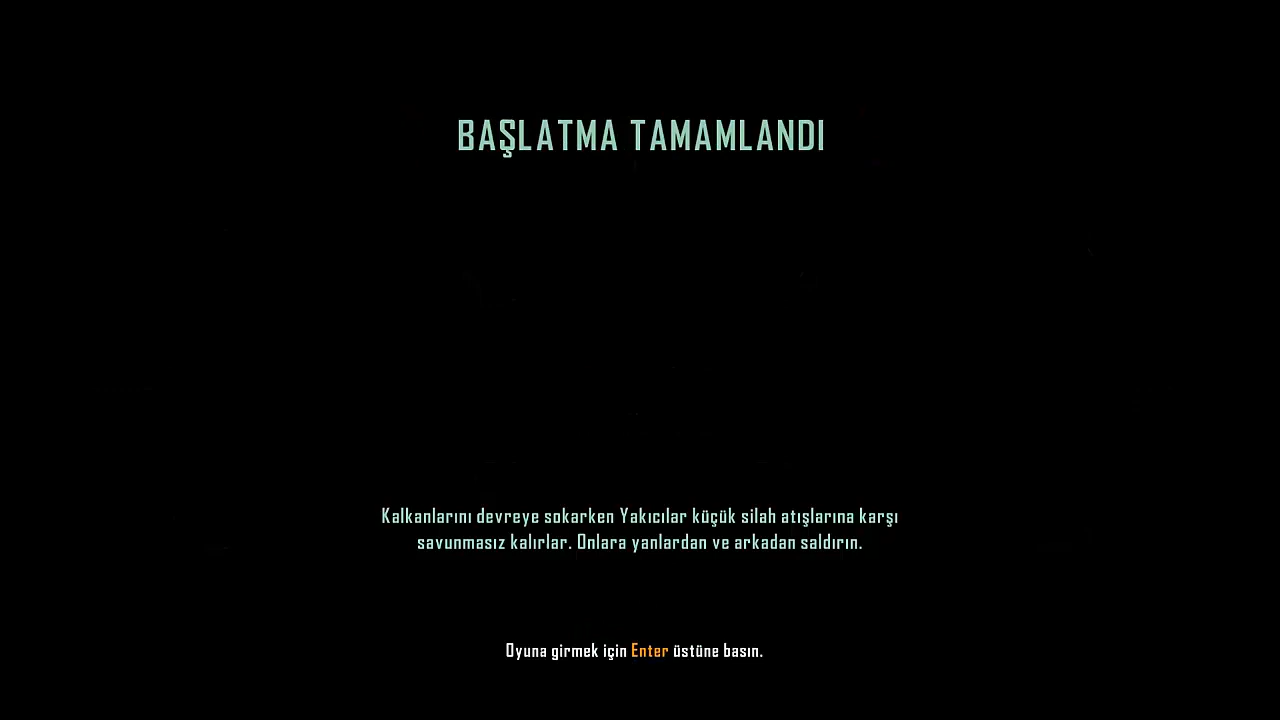 BAŞLATMA TAMAMLANDI
Kalkanlarını devreye sokarken Yakıcılar küçük silah atışlarına karşı
savunmasız kalırlar. Onlara yanlardan ve arkadan saldırın.
Oyuna girmek için Enter üstüne basın.